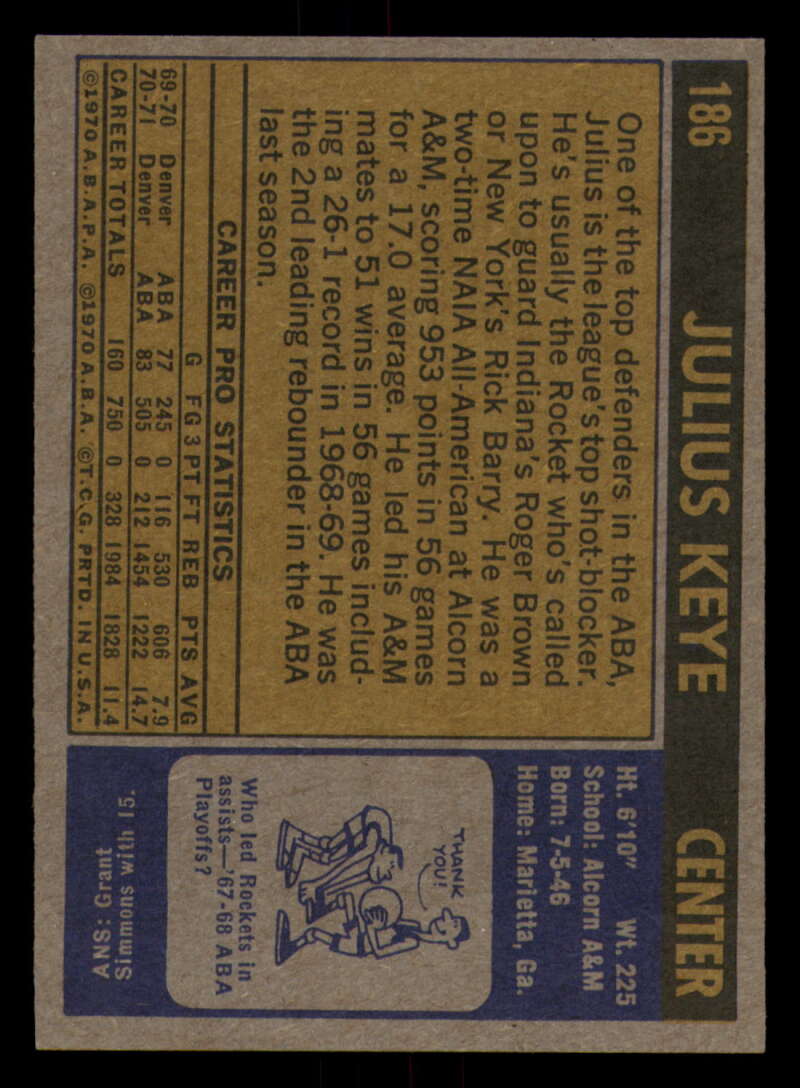 186 JULIUS KEYE CENTER
One of the top defenders in the ABA,
Julius is the league's top shot-blocker.
He's usually the Rocket who's called
upon to guard Indiana's Roger Brown
or New York's Rick Barry. He was a
two-time NAIA All-American at Alcorn
A&M, scoring 953 points in 56 games
for a 17.0 average. He led his A&M
mates to 51 wins in 56 games includ-
ing a 26-1 record in 1968-69. He was
the 2nd leading rebounder in the ABA
last season.
CAREER PRO STATISTICS
G FG 3PT FT REB PTS AVG
69-70 Denver ABA 77 245 0 116 530 606 7.9
70-71 Denver ABA 83 505 0 212 1454 1222 14.7
CAREER TOTALS 160 750 0 328 1984 1828 11.4
©1970 A.B.A.P.A. ©1970 A.B.A. ©T.C.G. PRTD. IN U.S.A.
Ht. 6'10" Wt. 225
School: Alcorn A&M
Born: 7-5-46
Home: Marietta, Ga.
THANK
YOU!
Who led Rockets in
assists—'67-68 ABA
Playoffs?
ANS: Grant
Simmons with 15.